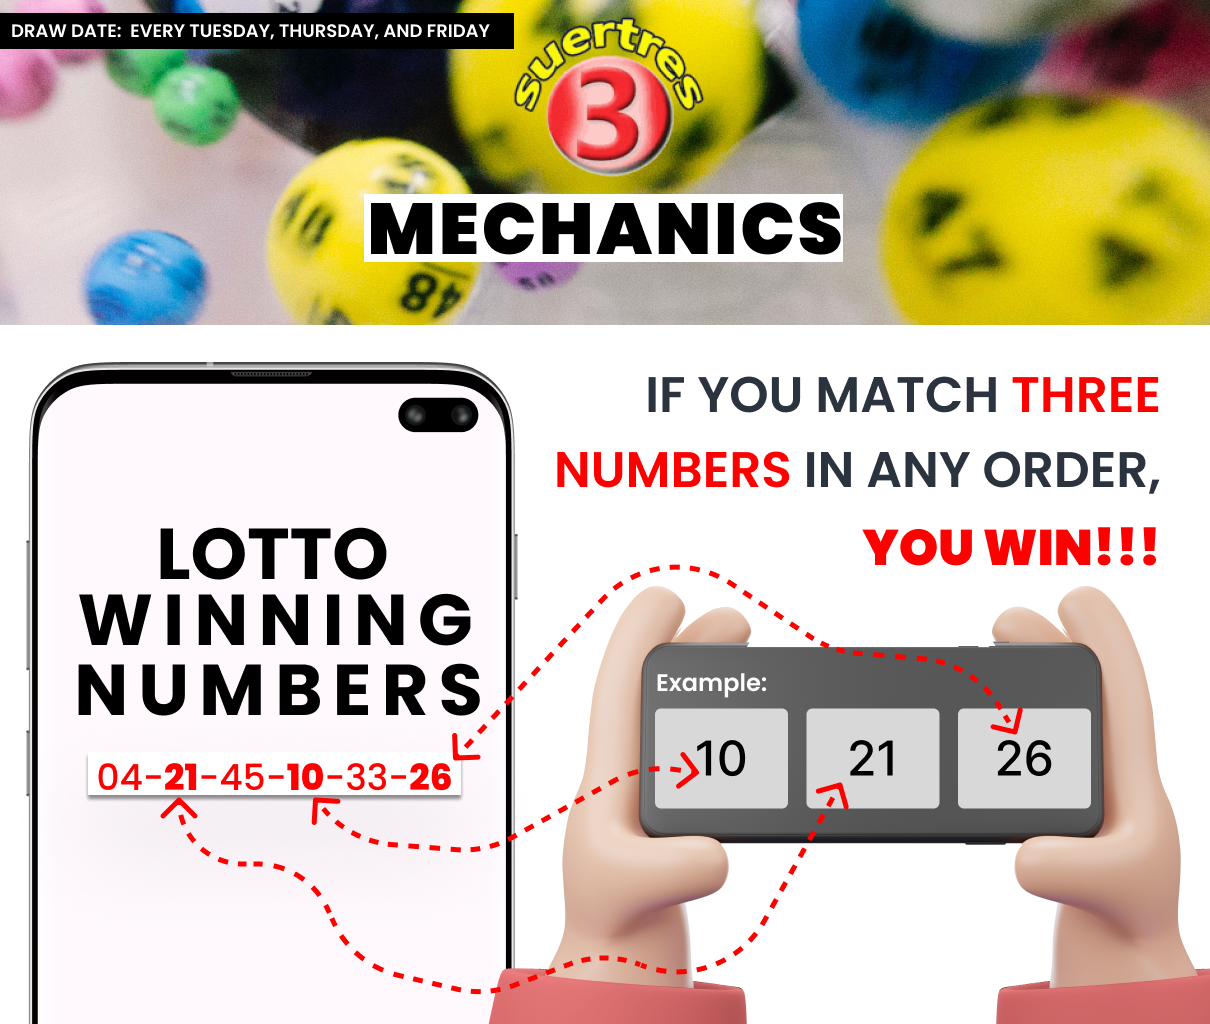 DRAW DATE: EVERY TUESDAY, THURSDAY, AND FRIDAY
suertres
3
MECHANICS
48
IF YOU MATCH THREE
NUMBERS IN ANY ORDER,
YOU WIN!!!
LOTTO
WINNING
NUMBERS
04-21-45-10-33-26
Example:
10 21 26